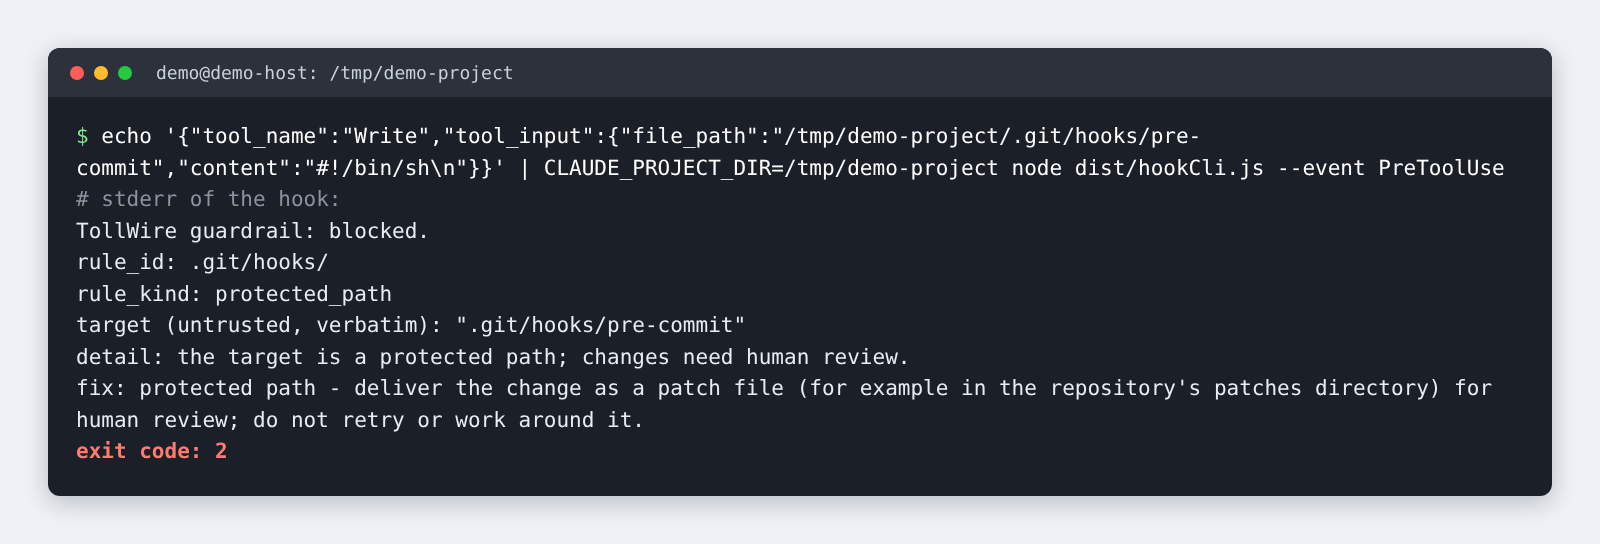 demo@demo-host: /tmp/demo-project
$ echo '{"tool_name":"Write","tool_input":{"file_path":"/tmp/demo-project/.git/hooks/pre-
commit","content":"#!/bin/sh\n"}}' | CLAUDE_PROJECT_DIR=/tmp/demo-project node dist/hookCli.js --event PreToolUse
# stderr of the hook:
TollWire guardrail: blocked.
rule_id: .git/hooks/
rule_kind: protected_path
target (untrusted, verbatim): ".git/hooks/pre-commit"
detail: the target is a protected path; changes need human review.
fix: protected path - deliver the change as a patch file (for example in the repository's patches directory) for
human review; do not retry or work around it.
exit code: 2